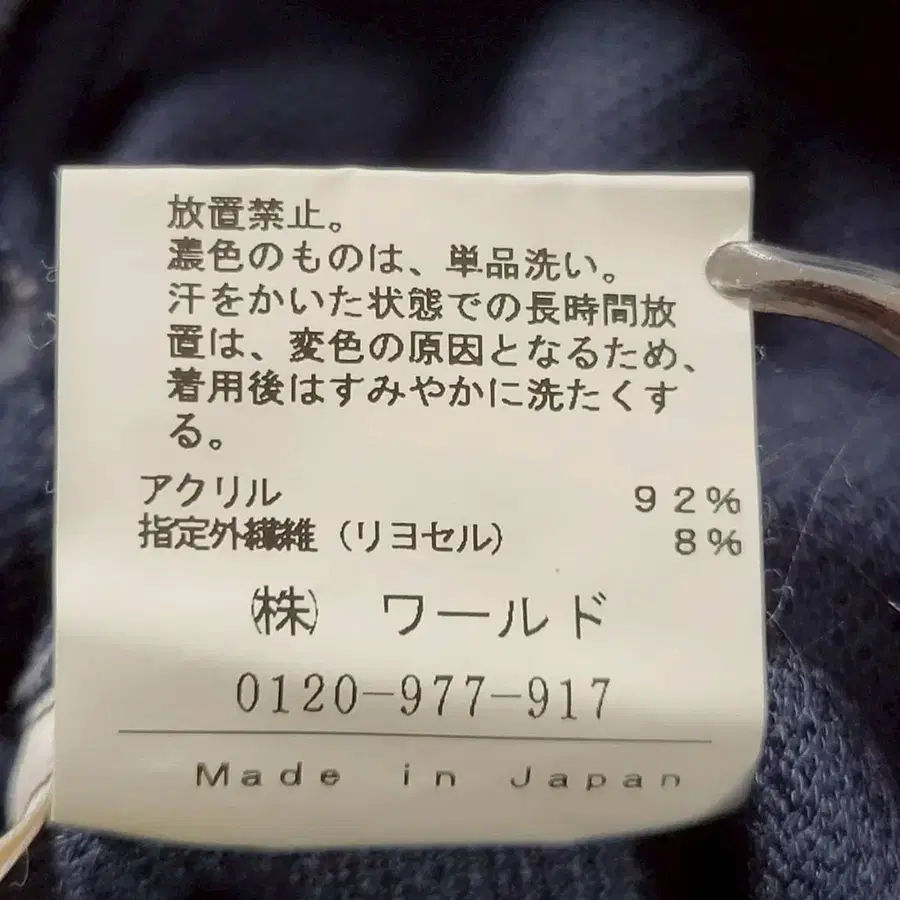 放置禁止。
濃色のものは、単品洗い。
汗をかいた状態での長時間放
置は、変色の原因となるため、
着用後はすみやかに洗たくす
る。
アクリル 92%
指定外繊維（リヨセル） 8%
㈱ ワールド
0120-977-917
Made in Japan